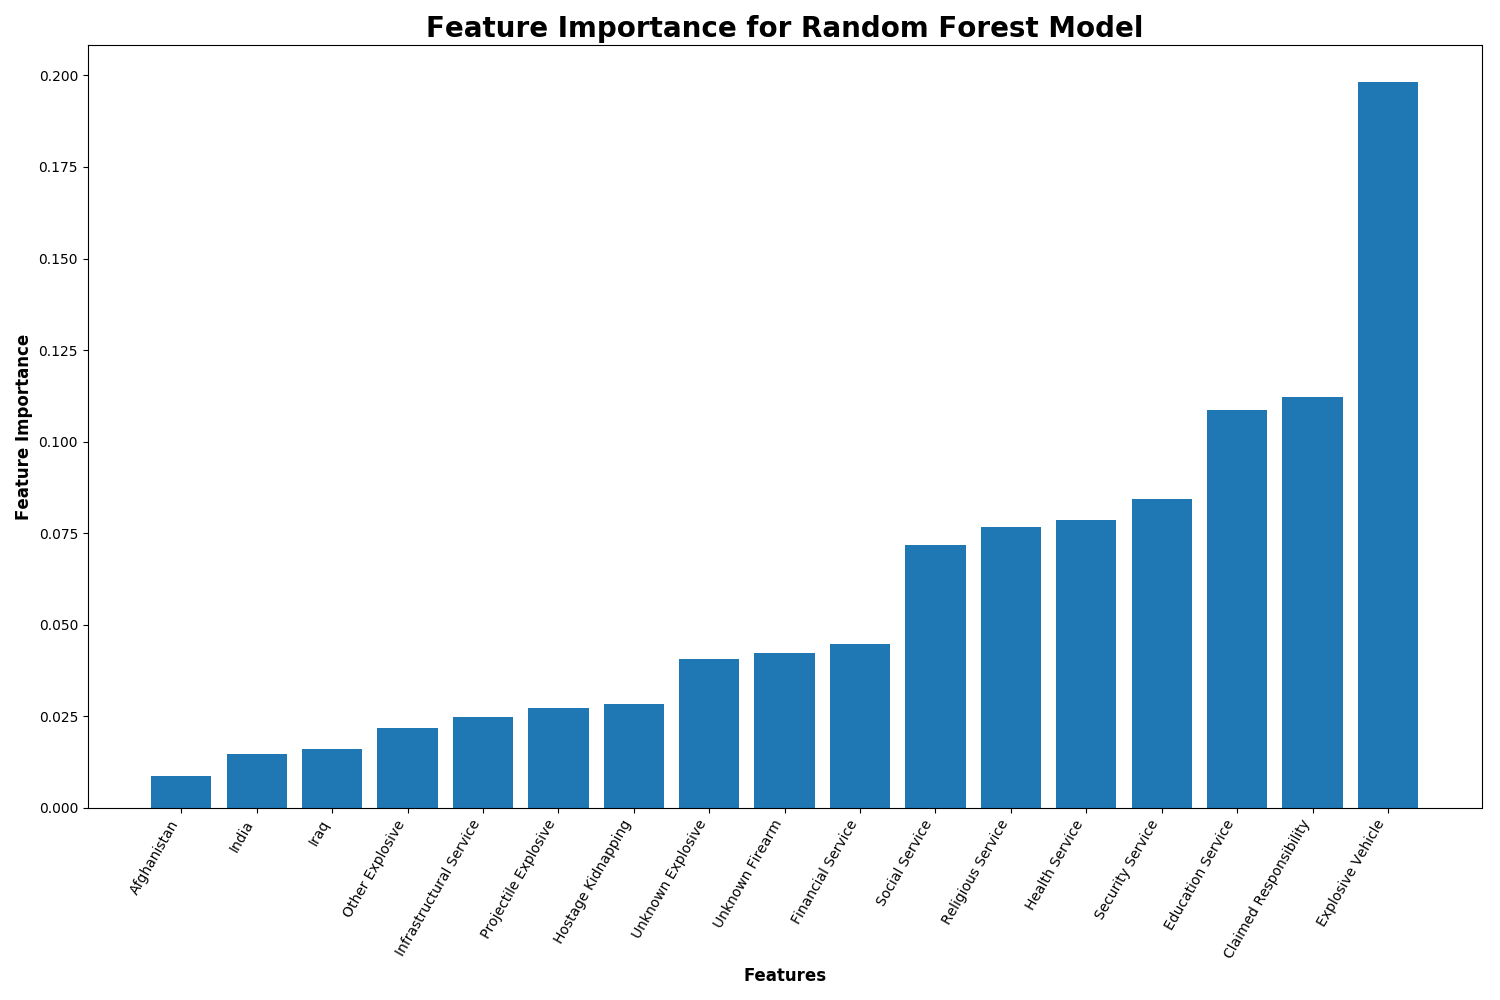 Feature Importance for Random Forest Model
0.200
0.175
0.150
0.125
0.100
0.075
0.050
0.025
0.000
Feature Importance
Afghanistan
India
Iraq
Other Explosive
Infrastructural Service
Projectile Explosive
Hostage Kidnapping
Unknown Explosive
Unknown Firearm
Financial Service
Social Service
Religious Service
Health Service
Security Service
Education Service
Claimed Responsibility
Explosive Vehicle
Features